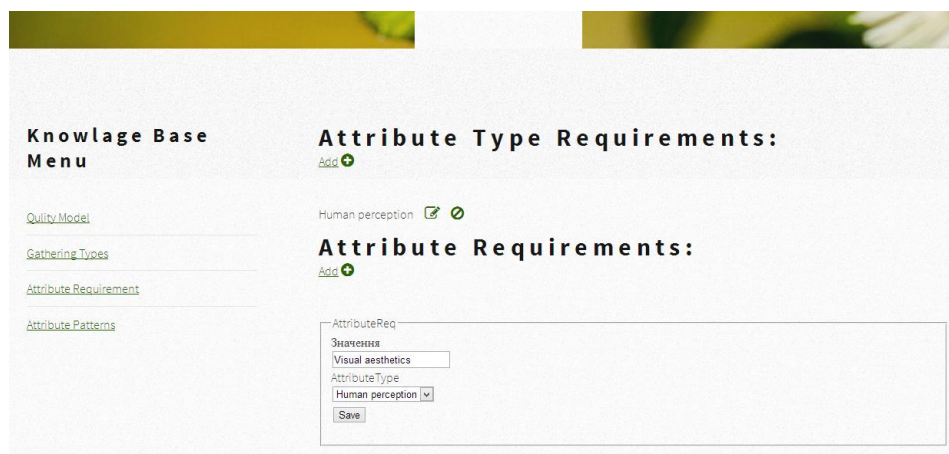 Knowlage Base
Menu
Qulity Model
Gathering Types
Attribute Requirement
Attribute Patterns
Attribute Type Requirements:
Add
Human perception
Attribute Requirements:
Add
AttributeReq
Значення
Visual aesthetics
AttributeType
Human perception
Save